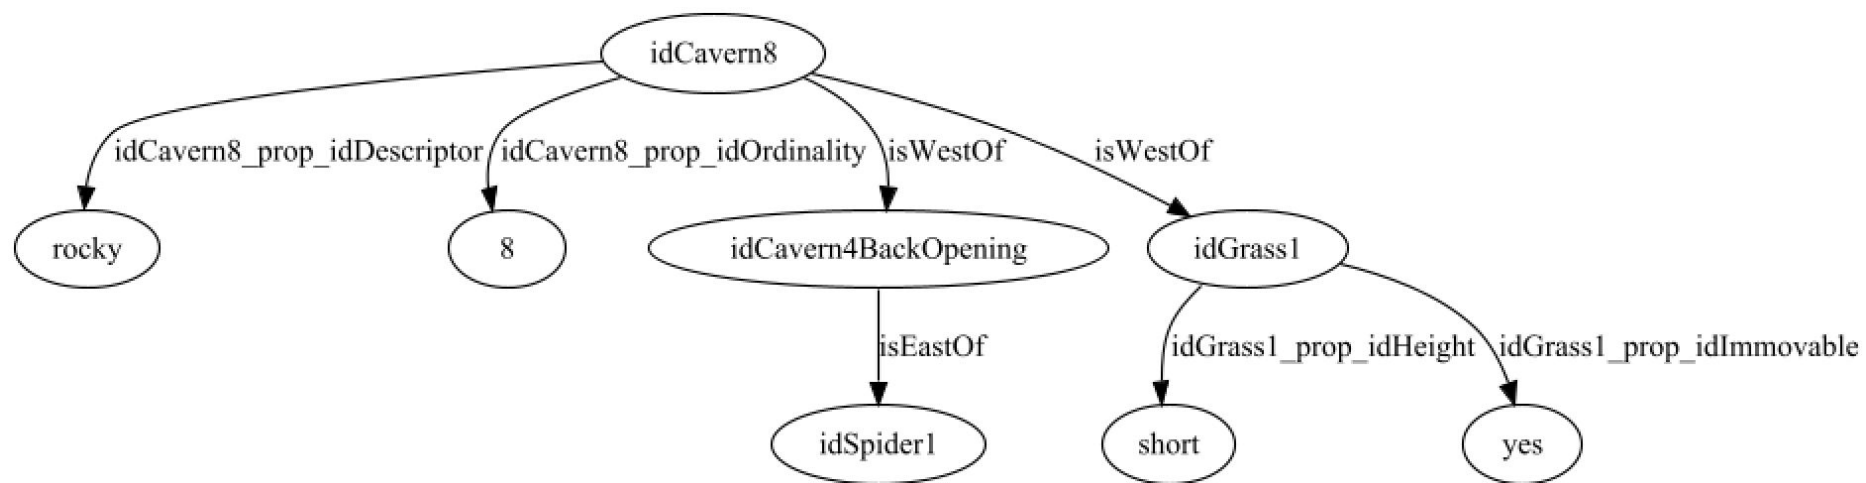 idCavern8
idCavern8_prop_idDescriptor
idCavern8_prop_idOrdinality
isWestOf
isWestOf
rocky
8
idCavern4BackOpening
idGrass1
isEastOf
idGrass1_prop_idHeight
idGrass1_prop_idImmovable
idSpider1
short
yes